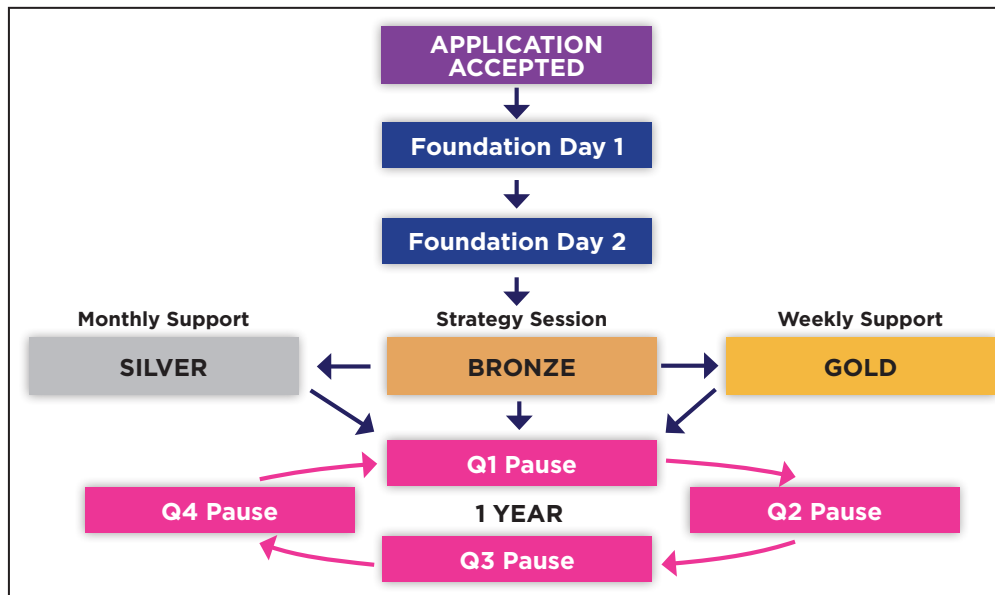 APPLICATION
ACCEPTED
Foundation Day 1
Foundation Day 2
Monthly Support
Strategy Session
Weekly Support
SILVER
BRONZE
GOLD
Q1 Pause
Q4 Pause
1 YEAR
Q2 Pause
Q3 Pause